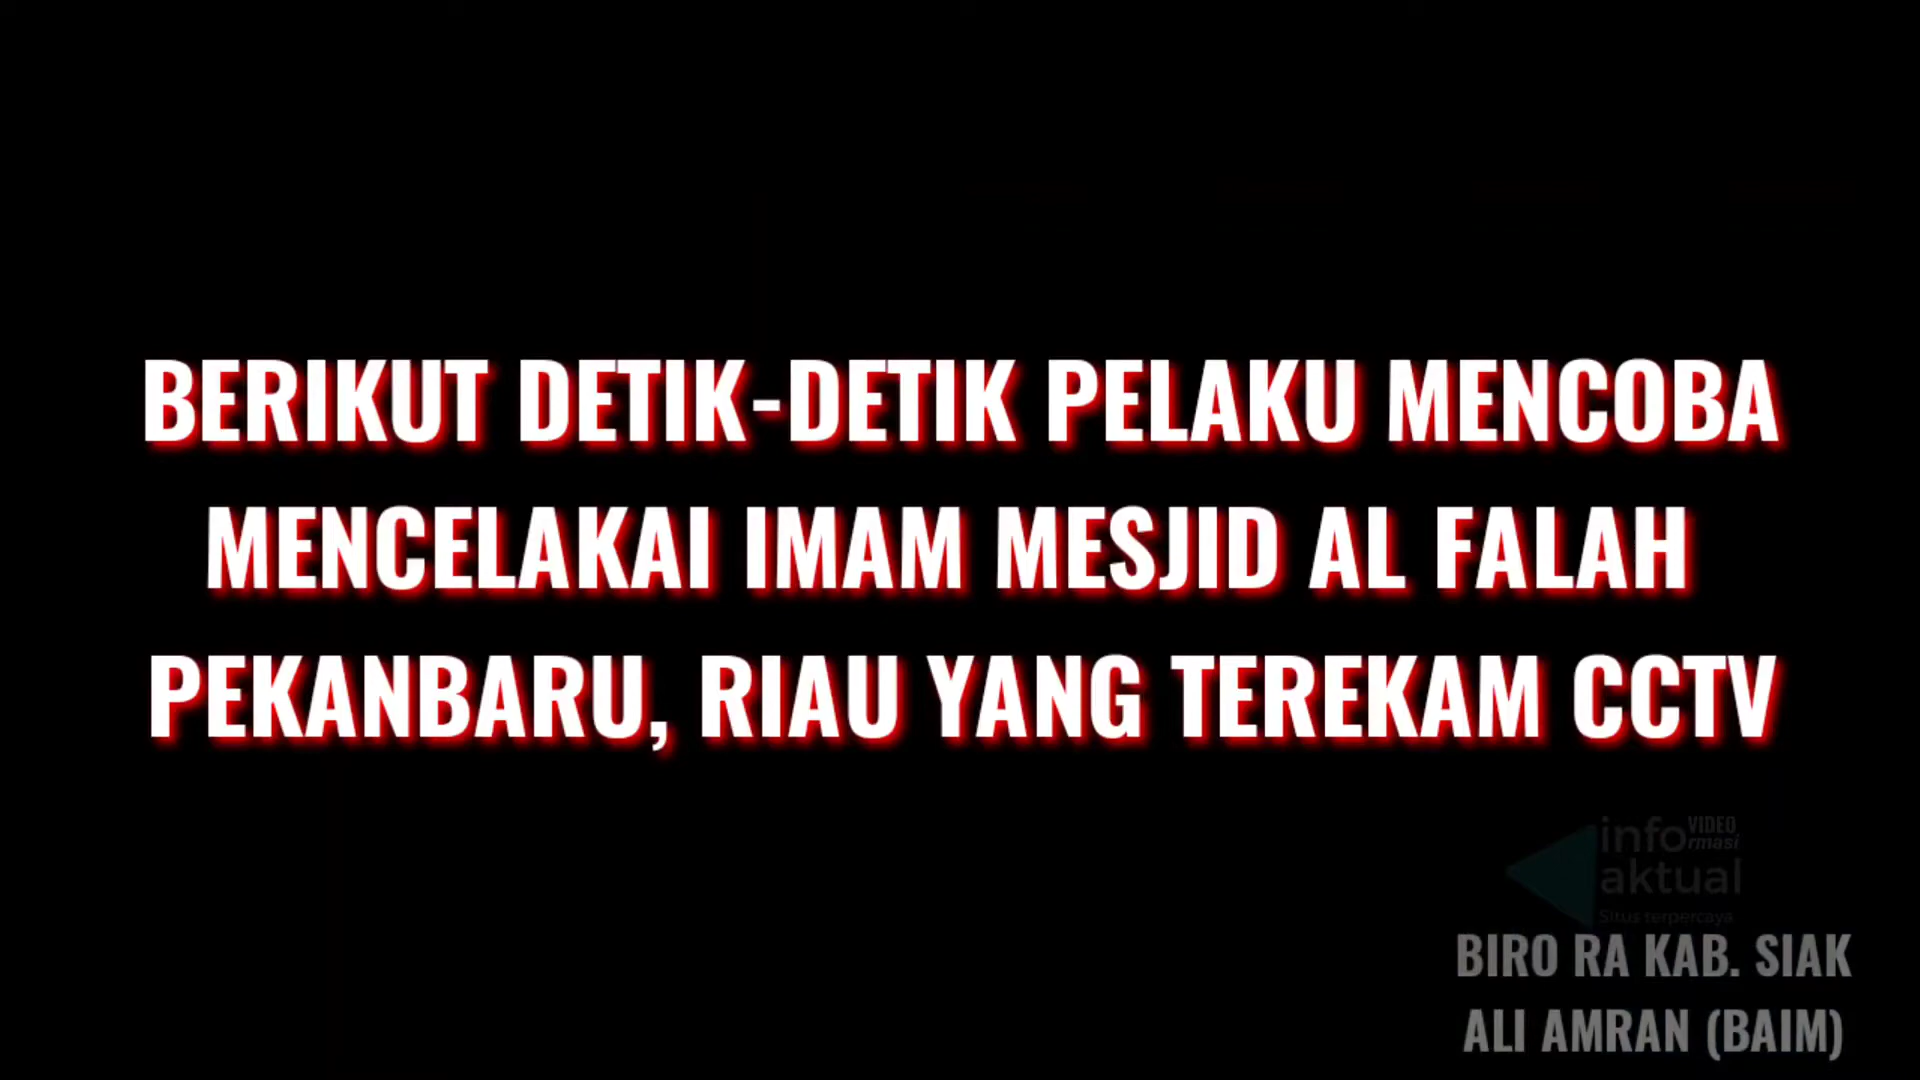 BERIKUT DETIK-DETIK PELAKU MENCOBA
MENCELAKAI IMAM MESJID AL FALAH
PEKANBARU, RIAU YANG TEREKAM CCTV
info VIDEO
rmasi
aktual
Situs terpercaya
BIRO RA KAB. SIAK
ALI AMRAN (BAIM)